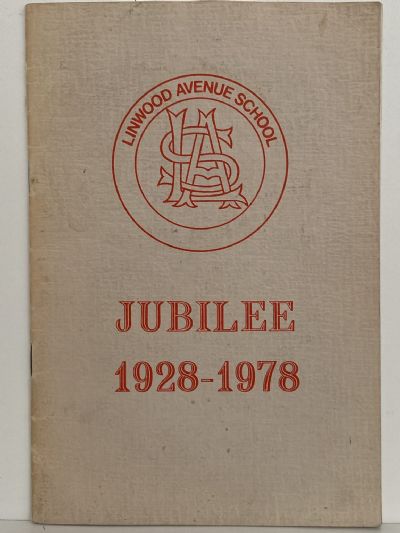 LINWOOD AVENUE SCHOOL
LAS
JUBILEE
1928-1978